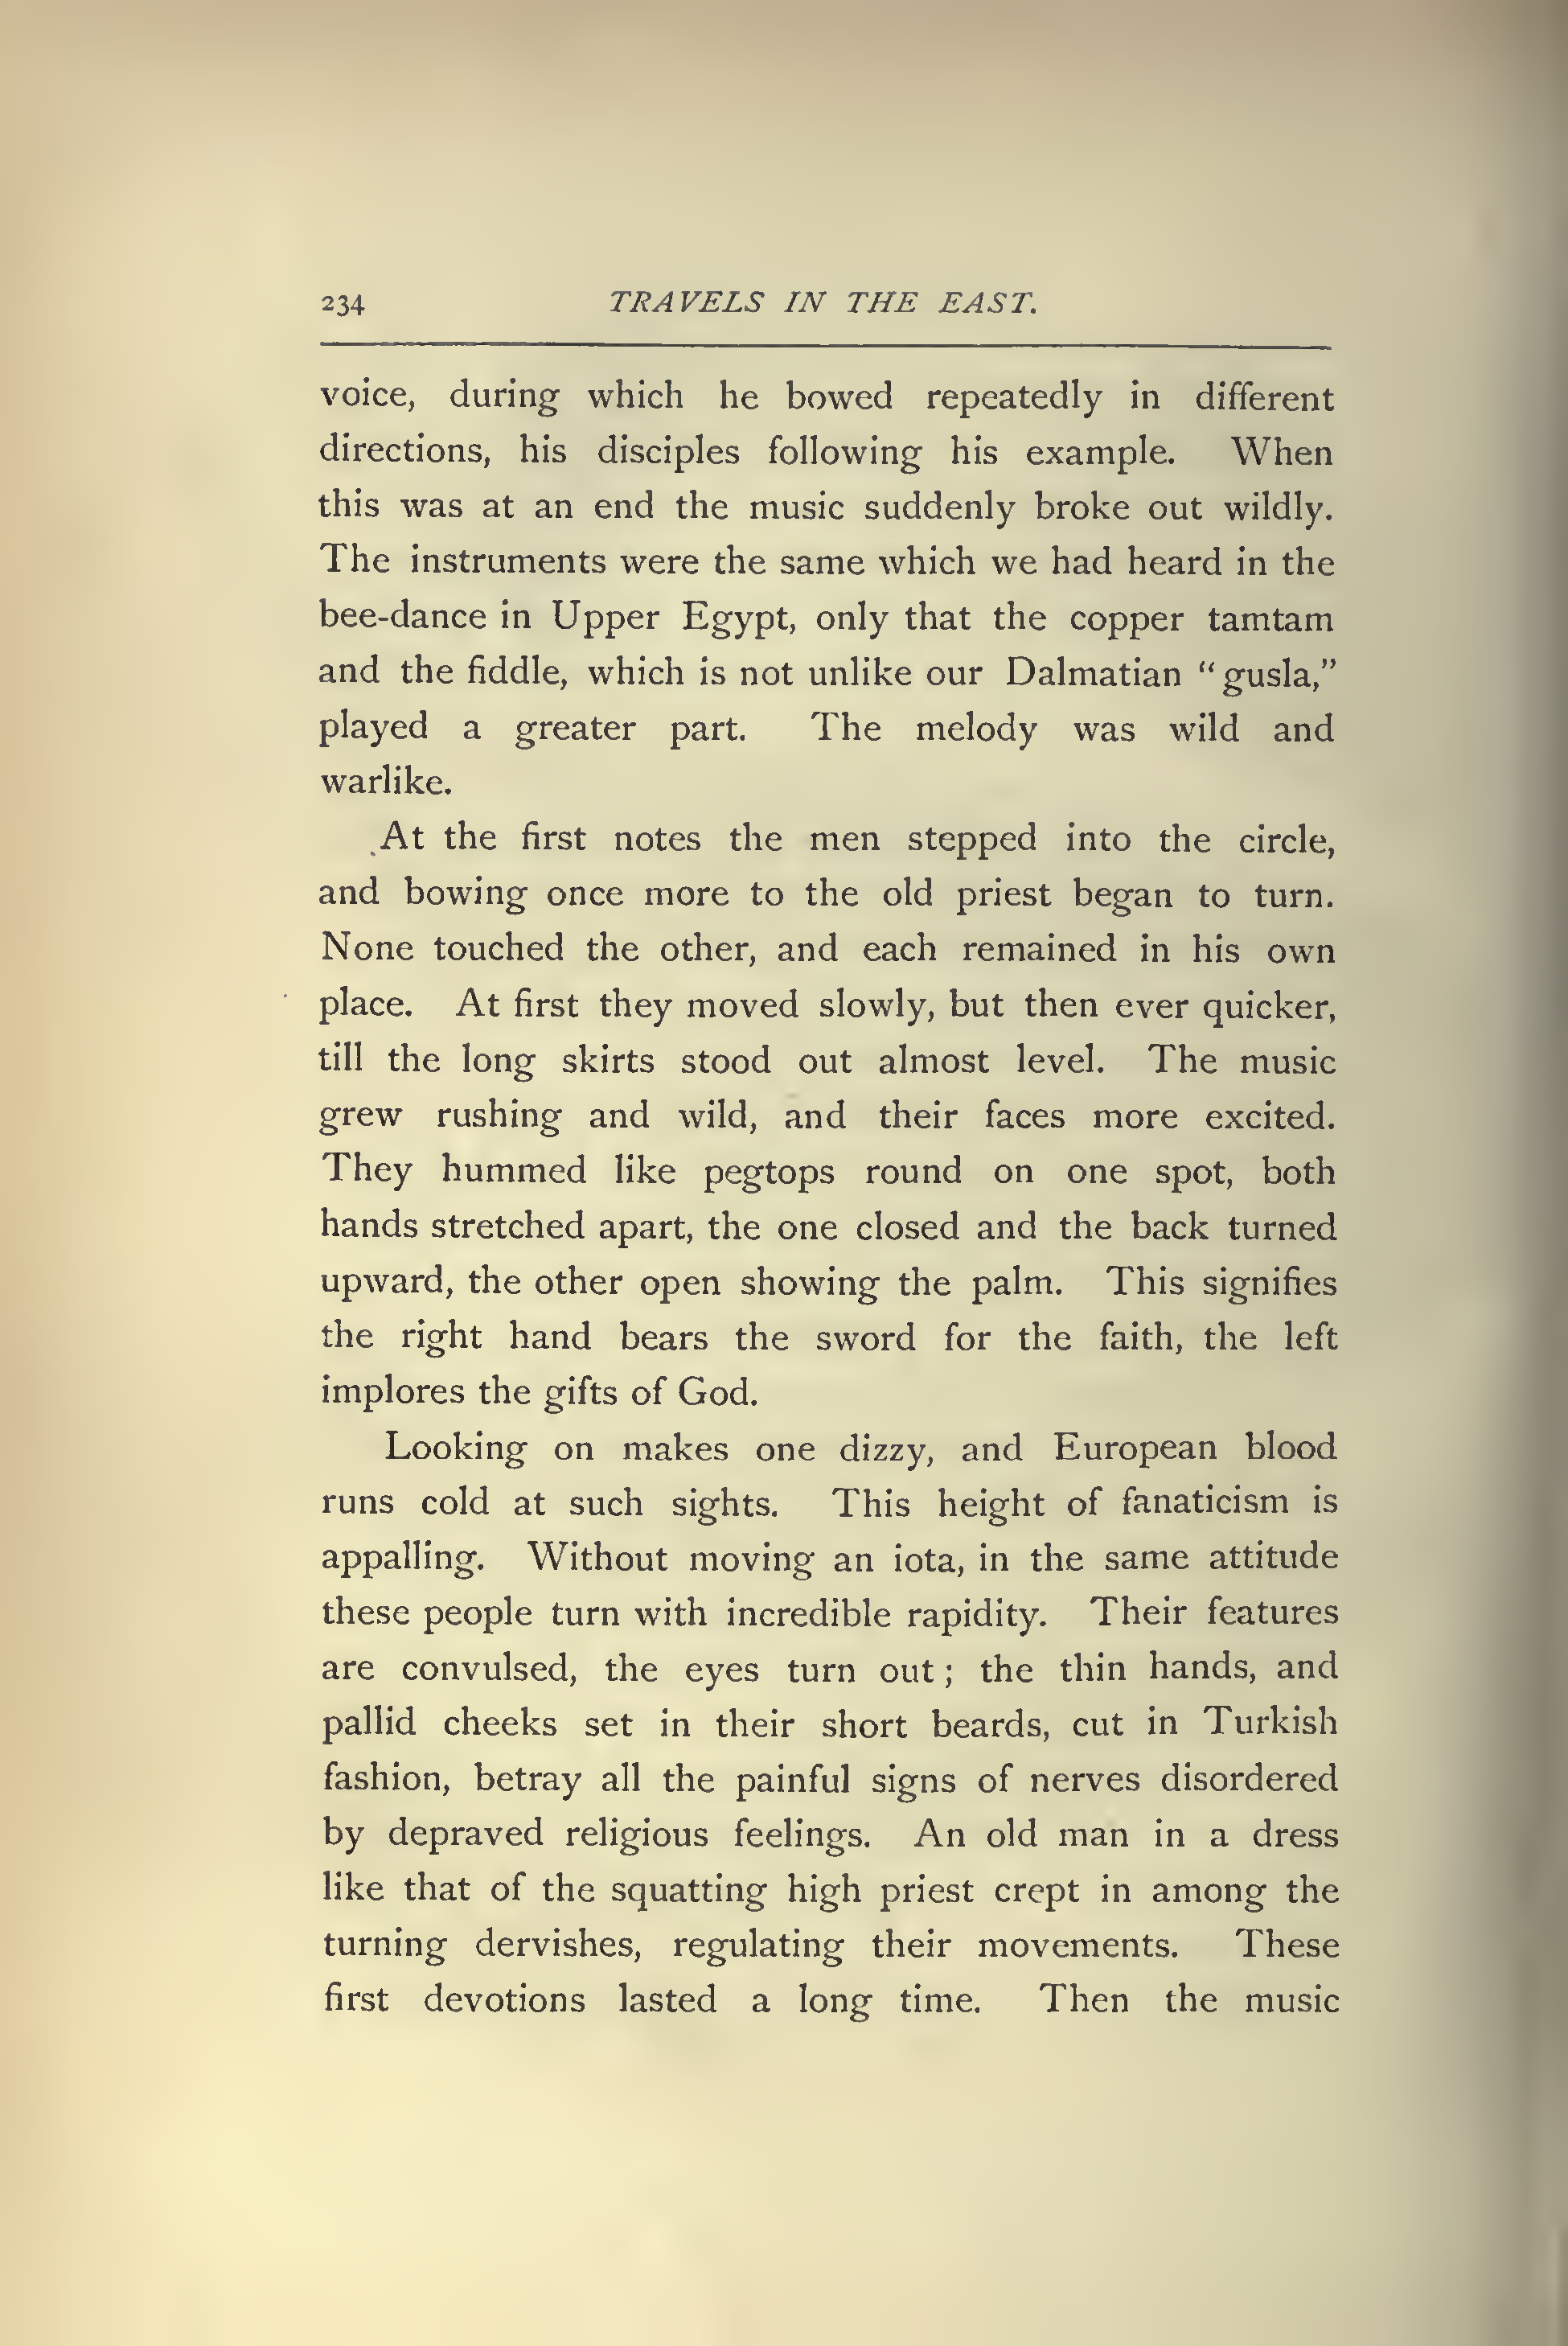 234 TRAVELS IN THE EAST.
voice, during which he bowed repeatedly in different
directions, his disciples following his example. When
this was at an end the music suddenly broke out wildly.
The instruments were the same which we had heard in the
bee-dance in Upper Egypt, only that the copper tamtam
and the fiddle, which is not unlike our Dalmatian “gusla,”
played a greater part. The melody was wild and
warlike.
At the first notes the men stepped into the circle,
and bowing once more to the old priest began to turn.
None touched the other, and each remained in his own
place. At first they moved slowly, but then ever quicker,
till the long skirts stood out almost level. The music
grew rushing and wild, and their faces more excited.
They hummed like pegtops round on one spot, both
hands stretched apart, the one closed and the back turned
upward, the other open showing the palm. This signifies
the right hand bears the sword for the faith, the left
implores the gifts of God.
Looking on makes one dizzy, and European blood
runs cold at such sights. This height of fanaticism is
appalling. Without moving an iota, in the same attitude
these people turn with incredible rapidity. Their features
are convulsed, the eyes turn out; the thin hands, and
pallid cheeks set in their short beards, cut in Turkish
fashion, betray all the painful signs of nerves disordered
by depraved religious feelings. An old man in a dress
like that of the squatting high priest crept in among the
turning dervishes, regulating their movements. These
first devotions lasted a long time. Then the music